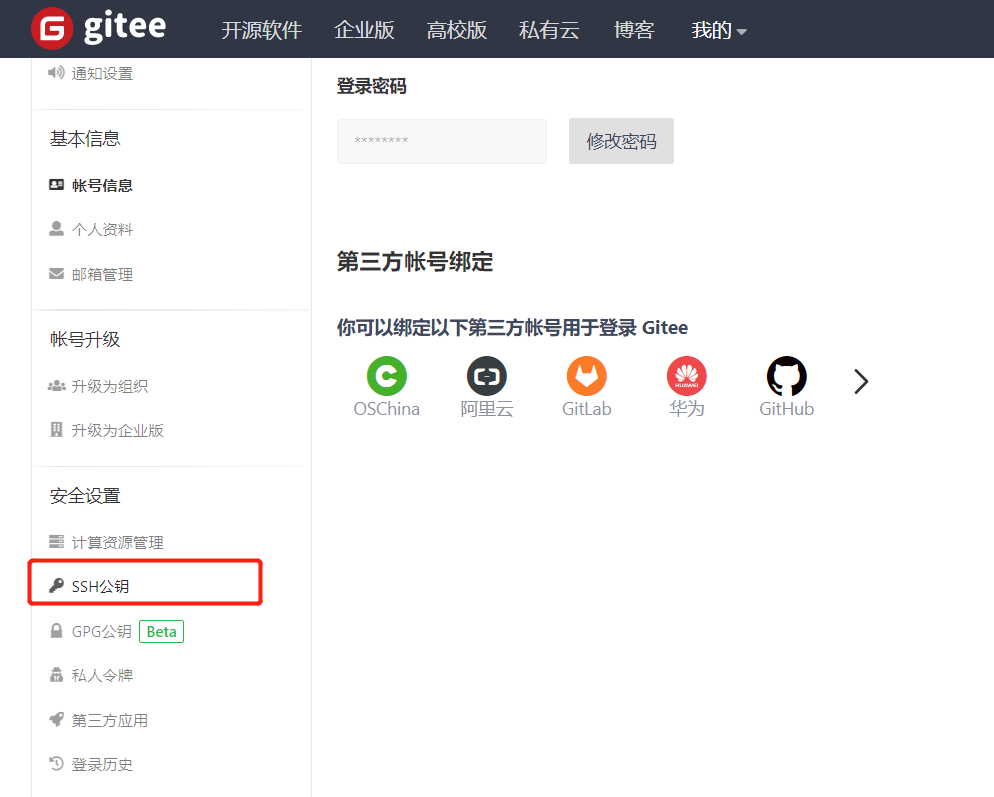 gitee 开源软件 企业版 高校版 私有云 博客 我的
通知设置
基本信息
帐号信息
个人资料
邮箱管理
帐号升级
升级为组织
升级为企业版
安全设置
计算资源管理
SSH公钥
GPG公钥 Beta
私人令牌
第三方应用
登录历史
登录密码
******** 修改密码
第三方帐号绑定
你可以绑定以下第三方帐号用于登录 Gitee
HUAWEI
OSChina 阿里云 GitLab 华为 GitHub